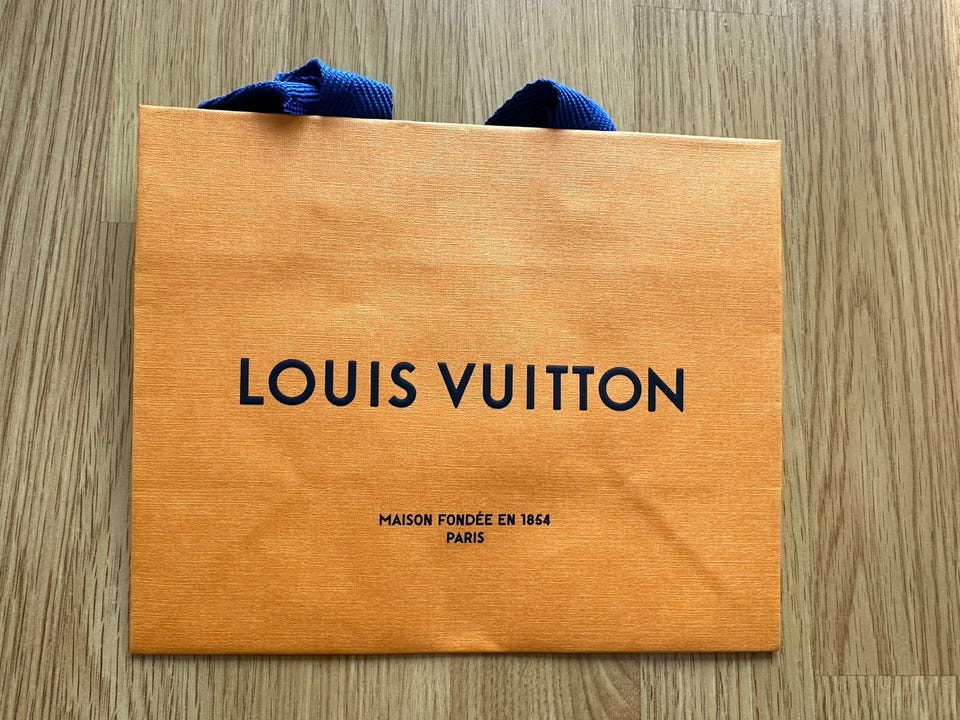 LOUIS VUITTON
MAISON FONDÉE EN 1854
PARIS